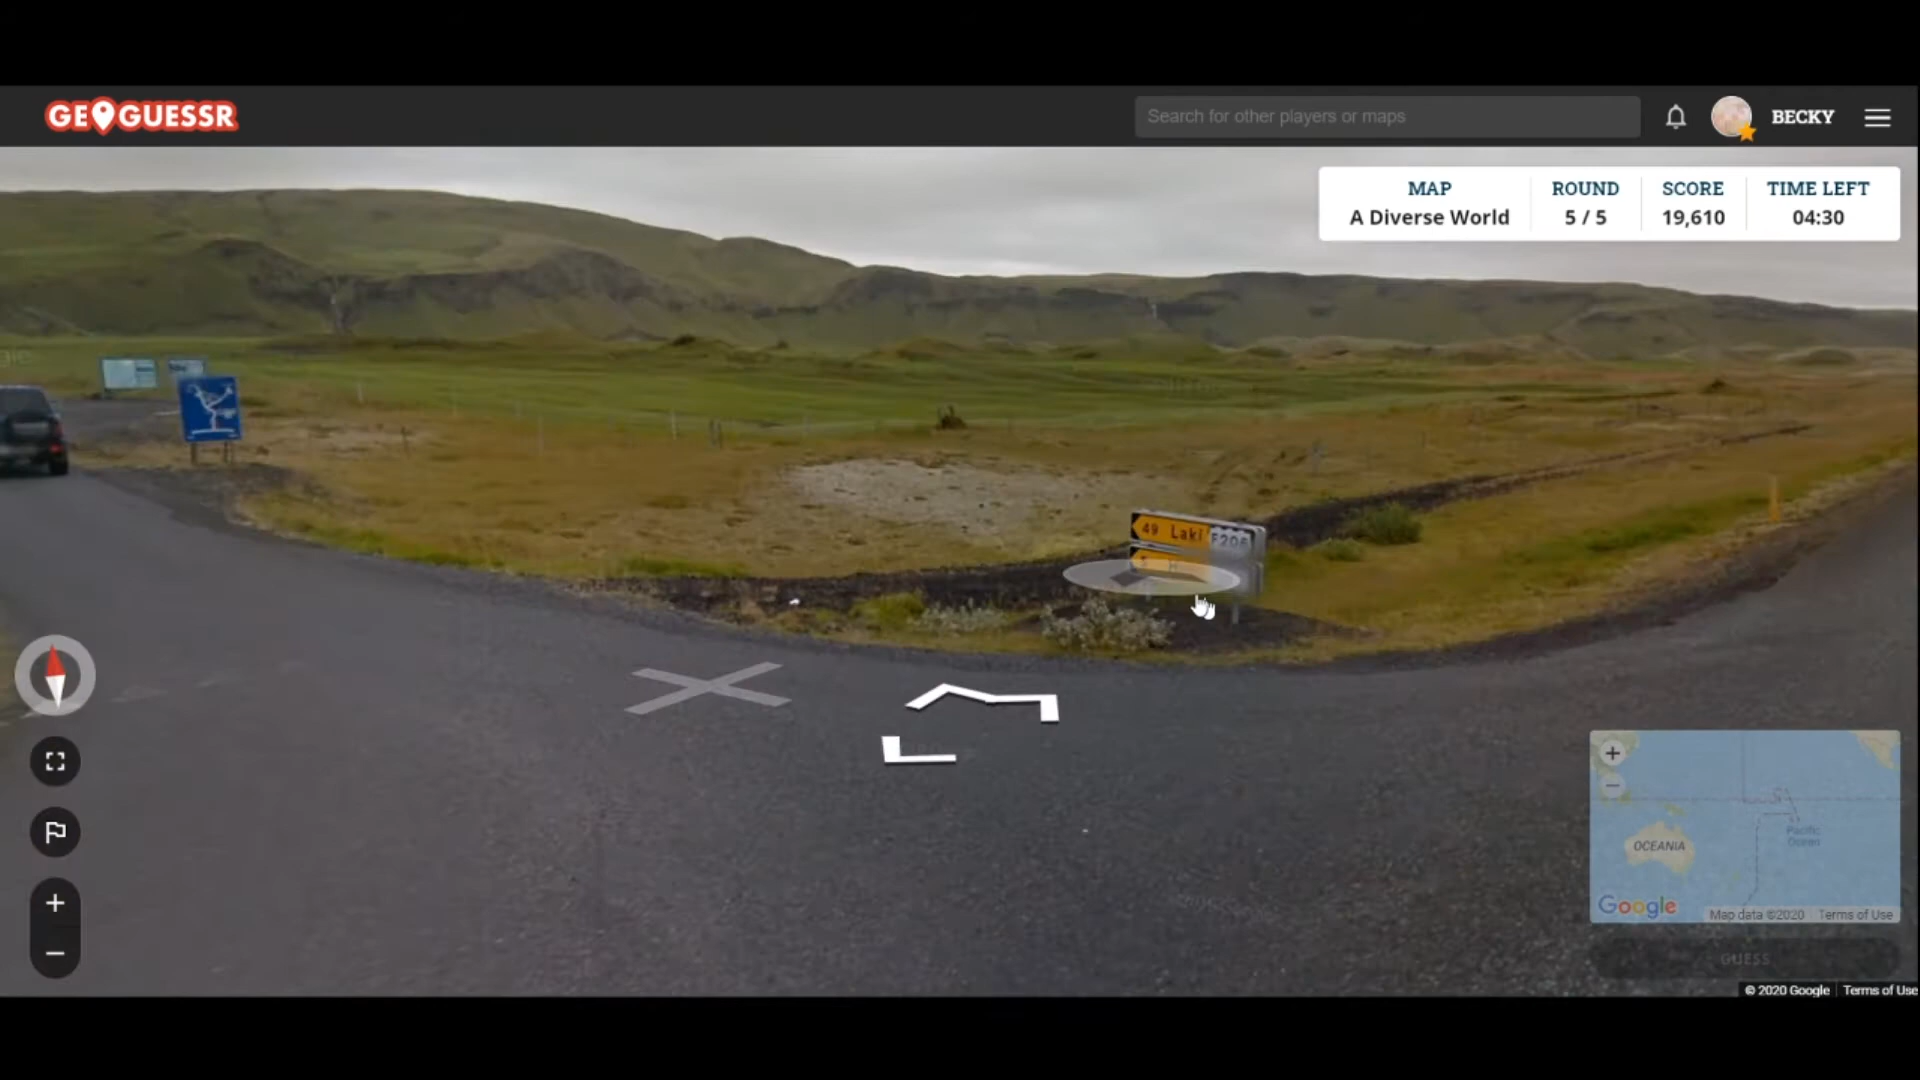 GEOGUESSR
Search for other players or maps
BECKY
MAP
A Diverse World
ROUND
5 / 5
SCORE
19,610
TIME LEFT
04:30
49 Laki F206
OCEANIA
Pacific
Ocean
Google
Map data ©2020
Terms of Use
GUESS
© 2020 Google
Terms of Use